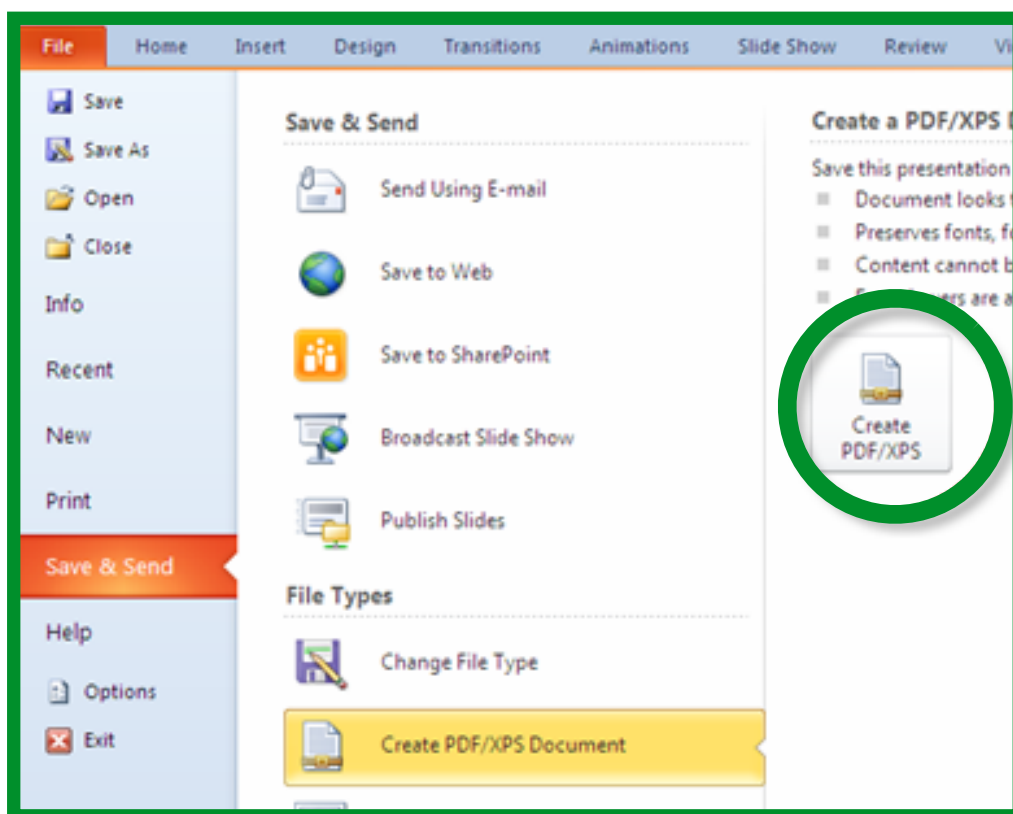 File Home Insert Design Transitions Animations Slide Show Review
Save
Save As
Open
Close
Info
Recent
New
Print
Save & Send
Help
Options
Exit
Save & Send
Send Using E-mail
Save to Web
Save to SharePoint
Broadcast Slide Show
Publish Slides
File Types
Change File Type
Create PDF/XPS Document
Create a PDF/XPS
Save this presentation
Document looks
Preserves fonts,
Content cannot
are
Create
PDF/XPS